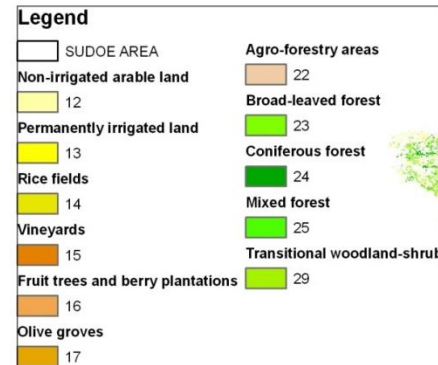 Legend
SUDOE AREA
Non-irrigated arable land
12
Permanently irrigated land
13
Rice fields
14
Vineyards
15
Fruit trees and berry plantations
16
Olive groves
17
Agro-forestry areas
22
Broad-leaved forest
23
Coniferous forest
24
Mixed forest
25
Transitional woodland-shrub
29